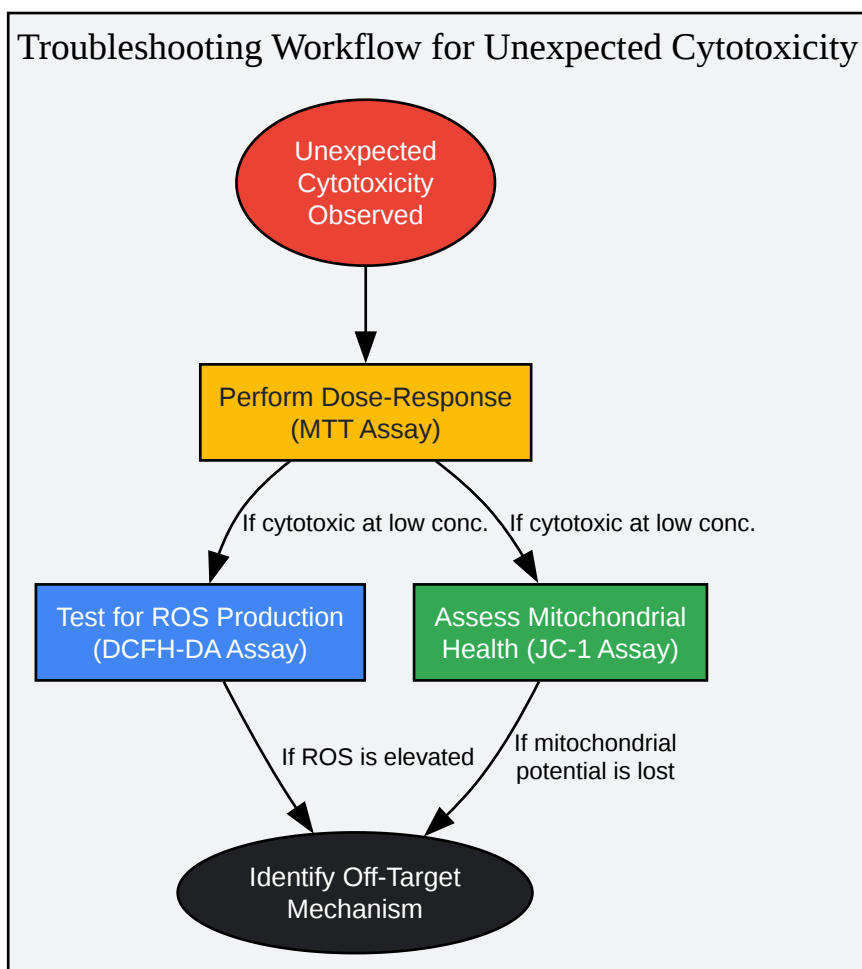 Troubleshooting Workflow for Unexpected Cytotoxicity
Unexpected
Cytotoxicity
Observed
Perform Dose-Response
(MTT Assay)
If cytotoxic at low conc.
If cytotoxic at low conc.
Test for ROS Production
(DCFH-DA Assay)
Assess Mitochondrial
Health (JC-1 Assay)
If ROS is elevated
If mitochondrial
potential is lost
Identify Off-Target
Mechanism